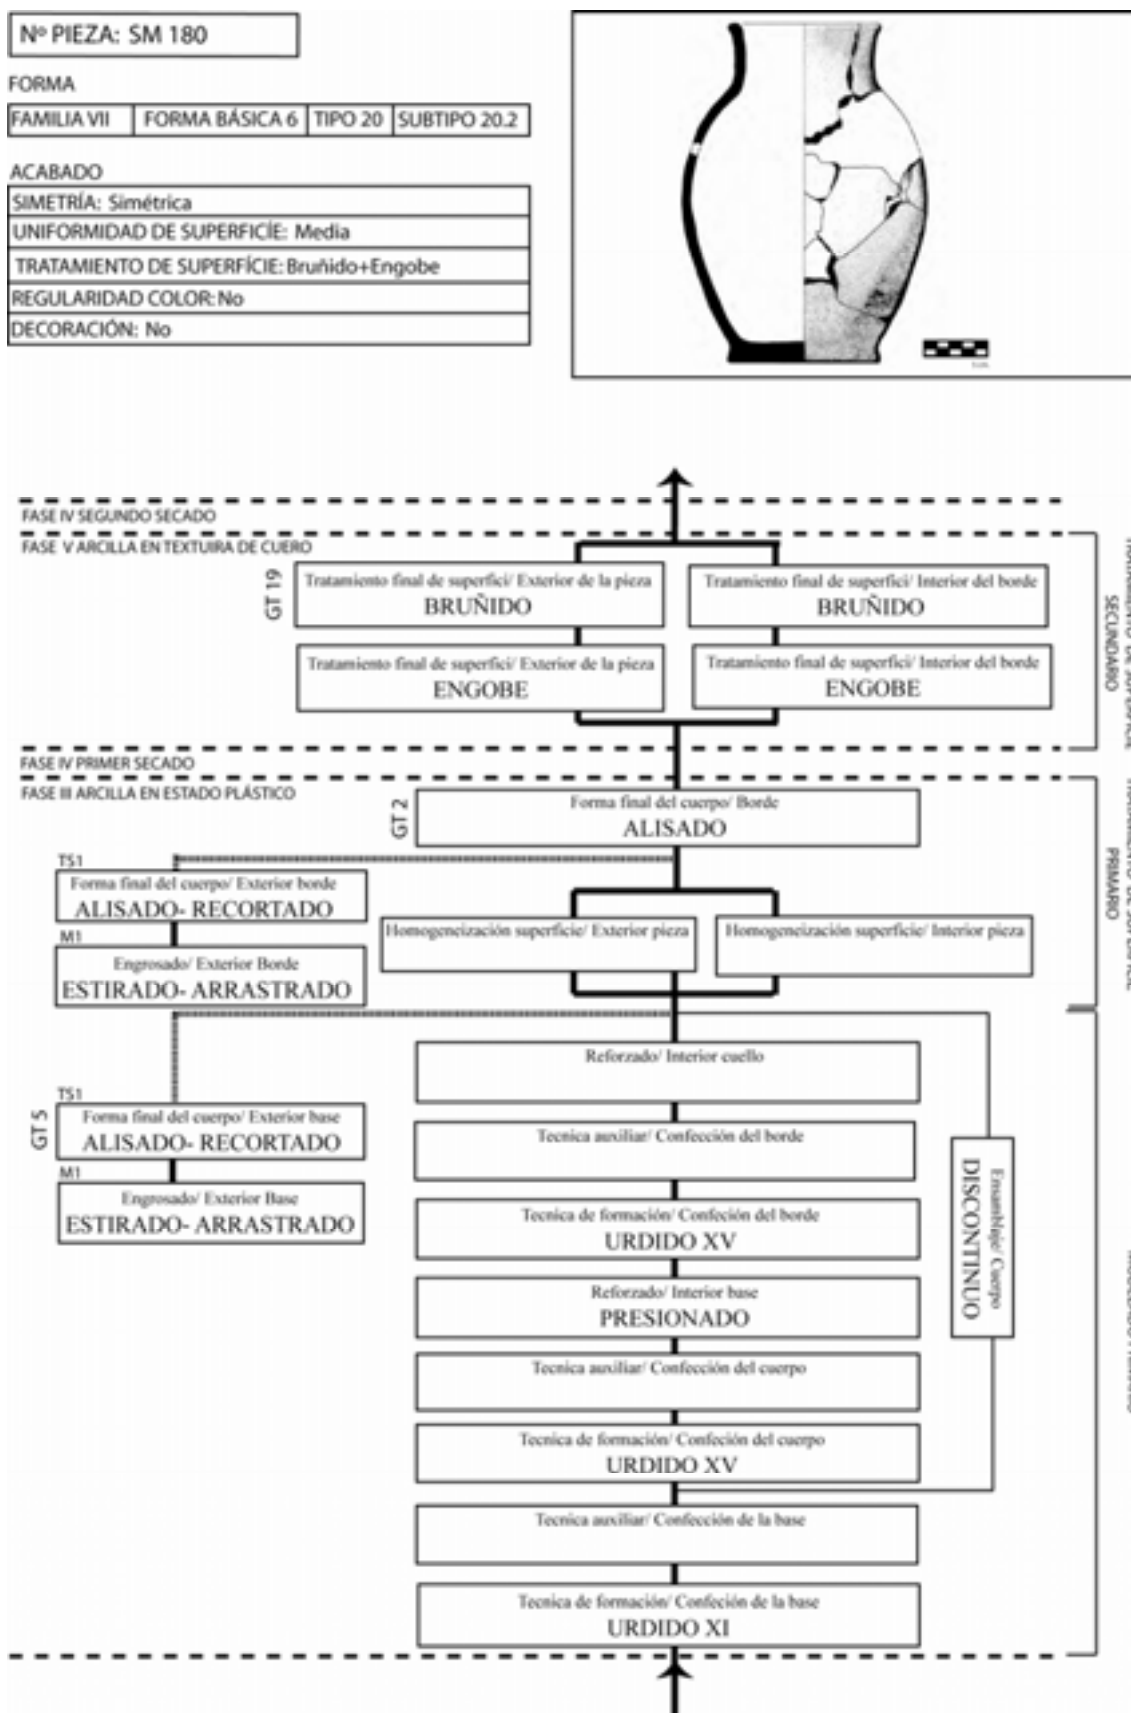 Nº PIEZA: SM 180
FORMA
FAMILIA VII FORMA BÁSICA 6 TIPO 20 SUBTIPO 20.2
ACABADO
SIMETRÍA: Simétrica
UNIFORMIDAD DE SUPERFICÍE: Media
TRATAMIENTO DE SUPERFÍCIE: Bruñido+Engobe
REGULARIDAD COLOR: No
DECORACIÓN: No
FASE IV SEGUNDO SECADO
FASE V ARCILLA EN TEXTUIRA DE CUERO
GT 19
Tratamiento final de superfici/ Exterior de la pieza
BRUÑIDO
Tratamiento final de superfici/ Interior del borde
BRUÑIDO
Tratamiento final de superfici/ Exterior de la pieza
ENGOBE
Tratamiento final de superfici/ Interior del borde
ENGOBE
SECUNDARIO
FASE IV PRIMER SECADO
FASE III ARCILLA EN ESTADO PLÁSTICO
GT 2
Forma final del cuerpo/ Borde
ALISADO
TS1
Forma final del cuerpo/ Exterior borde
ALISADO- RECORTADO
M1
Engrosado/ Exterior Borde
ESTIRADO- ARRASTRADO
Homogeneización superficie/ Exterior pieza
Homogeneización superficie/ Interior pieza
PRIMARIO
Reforzado/ Interior cuello
GT 5
TS1
Forma final del cuerpo/ Exterior base
ALISADO- RECORTADO
M1
Engrosado/ Exterior Base
ESTIRADO- ARRASTRADO
Tecnica auxiliar/ Confección del borde
Tecnica de formación/ Confeción del borde
URDIDO XV
Reforzado/ Interior base
PRESIONADO
Ensamblaje/ Cuerpo
DISCONTINUO
Tecnica auxiliar/ Confección del cuerpo
Tecnica de formación/ Confeción del cuerpo
URDIDO XV
Tecnica auxiliar/ Confección de la base
Tecnica de formación/ Confeción de la base
URDIDO XI